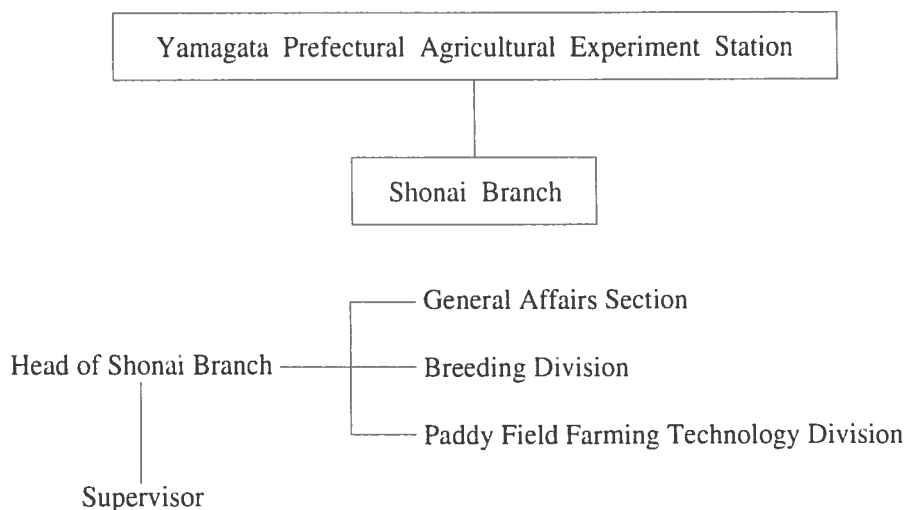 Yamagata Prefectural Agricultural Experiment Station
Shonai Branch
General Affairs Section
Head of Shonai Branch
Breeding Division
Paddy Field Farming Technology Division
Supervisor